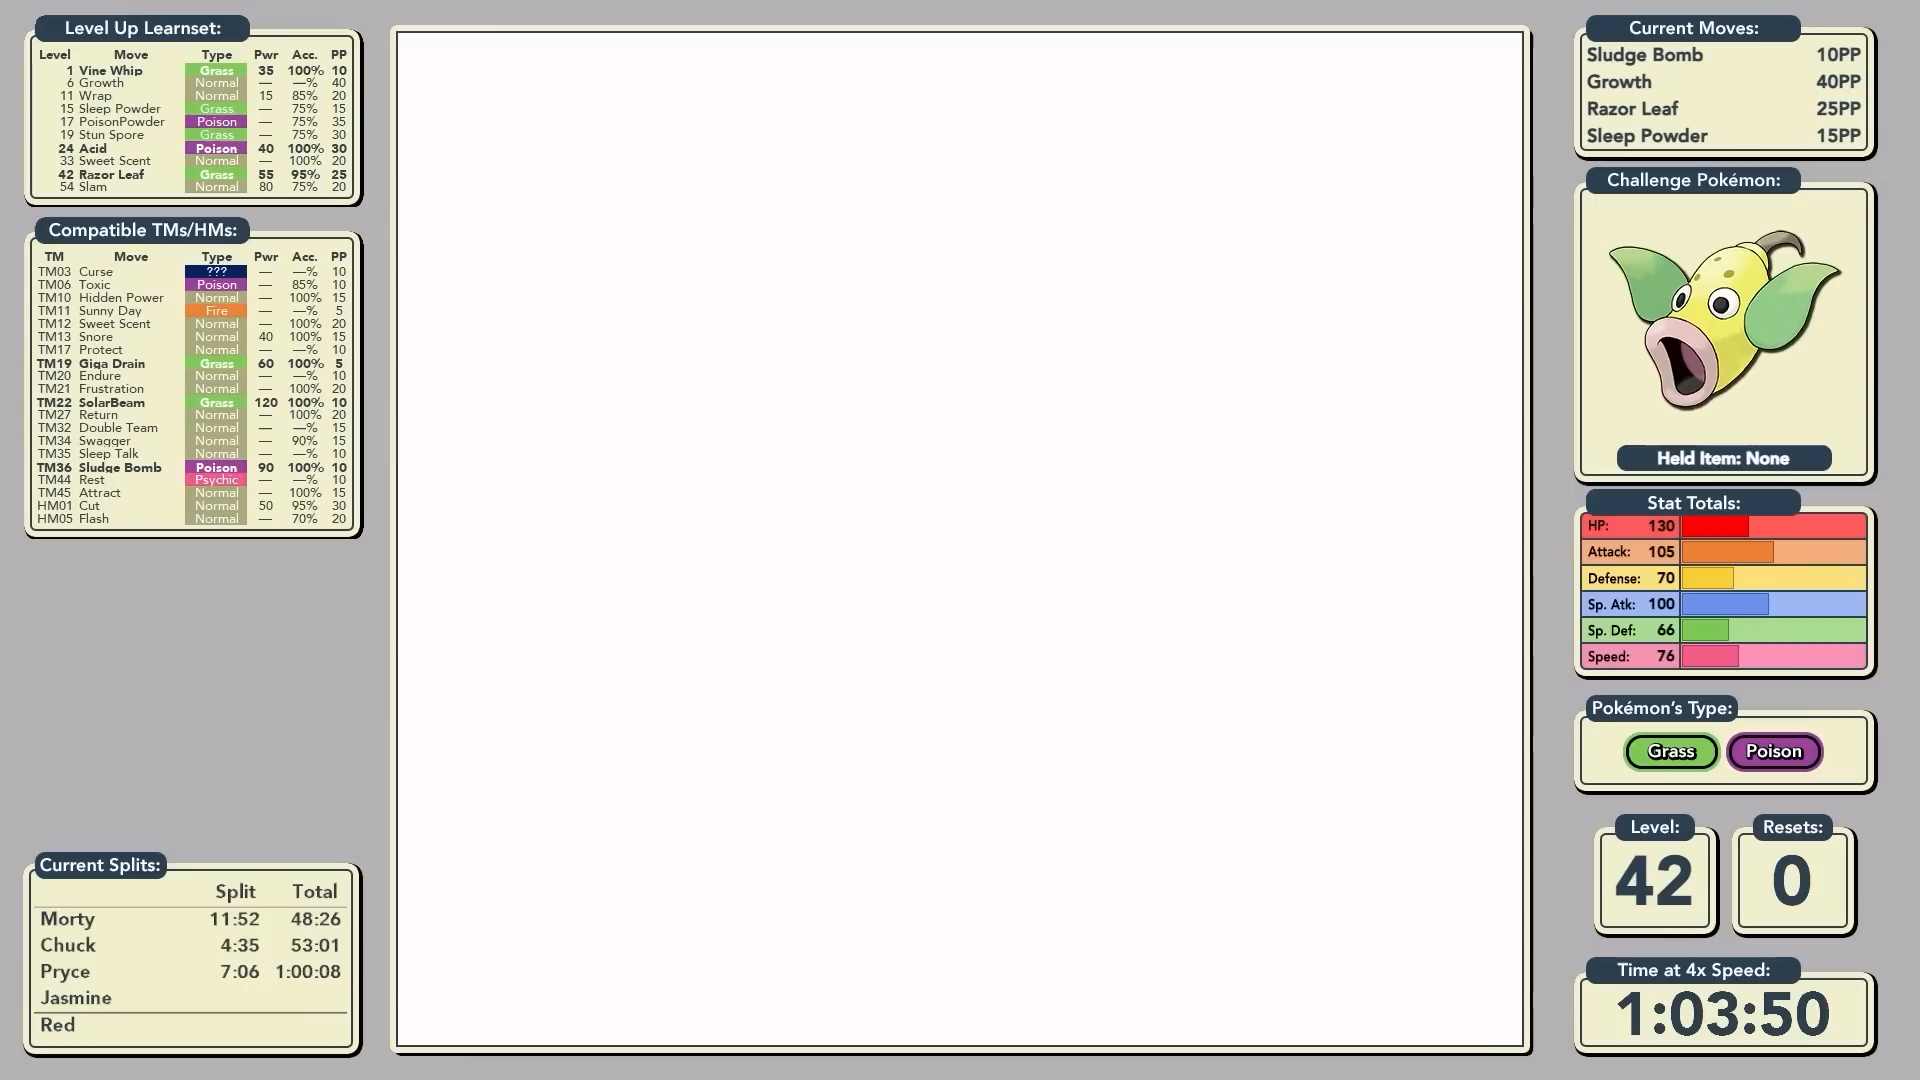 Level Up Learnset:
Level Move Type Pwr Acc. PP
1 Vine Whip Grass 35 100% 10
6 Growth Normal — —% 40
11 Wrap Normal 15 85% 20
15 Sleep Powder Grass — 75% 15
17 PoisonPowder Poison — 75% 35
19 Stun Spore Grass — 75% 30
24 Acid Poison 40 100% 30
33 Sweet Scent Normal — 100% 20
42 Razor Leaf Grass 55 95% 25
54 Slam Normal 80 75% 20
Compatible TMs/HMs:
TM Move Type Pwr Acc. PP
TM03 Curse ??? — —% 10
TM06 Toxic Poison — 85% 10
TM10 Hidden Power Normal — 100% 15
TM11 Sunny Day Fire — —% 5
TM12 Sweet Scent Normal — 100% 20
TM13 Snore Normal 40 100% 15
TM17 Protect Normal — —% 10
TM19 Giga Drain Grass 60 100% 5
TM20 Endure Normal — —% 10
TM21 Frustration Normal — 100% 20
TM22 SolarBeam Grass 120 100% 10
TM27 Return Normal — 100% 20
TM32 Double Team Normal — —% 15
TM34 Swagger Normal — 90% 15
TM35 Sleep Talk Normal — —% 10
TM36 Sludge Bomb Poison 90 100% 10
TM44 Rest Psychic — —% 10
TM45 Attract Normal — 100% 15
HM01 Cut Normal 50 95% 30
HM05 Flash Normal — 70% 20
Current Splits:
Split Total
Morty 11:52 48:26
Chuck 4:35 53:01
Pryce 7:06 1:00:08
Jasmine
Red
Current Moves:
Sludge Bomb 10PP
Growth 40PP
Razor Leaf 25PP
Sleep Powder 15PP
Challenge Pokémon:
Held Item: None
Stat Totals:
HP: 130
Attack: 105
Defense: 70
Sp. Atk: 100
Sp. Def: 66
Speed: 76
Pokémon's Type:
Grass Poison
Level: Resets:
42 0
Time at 4x Speed:
1:03:50